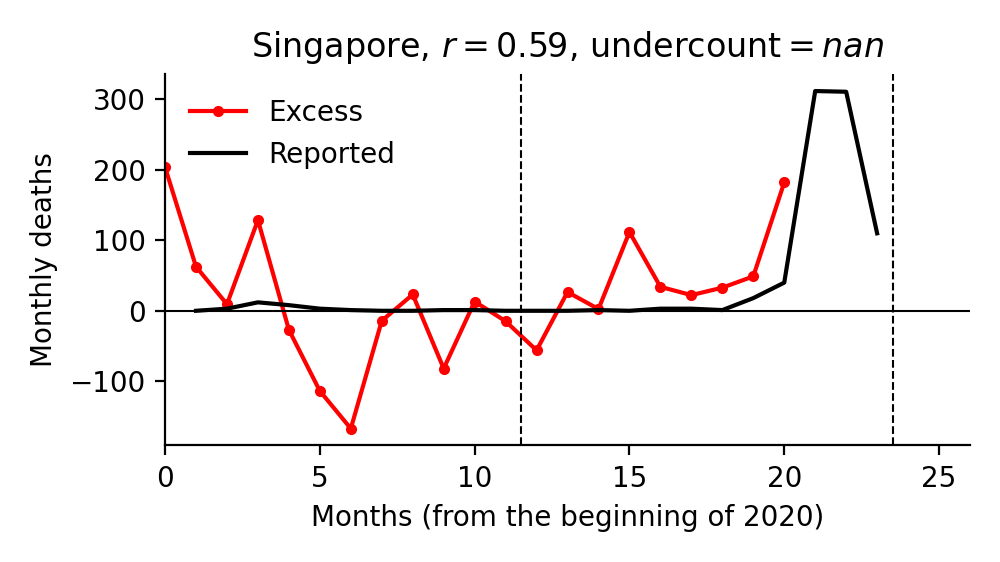 Singapore, r = 0.59, undercount = nan
Excess
Reported
Monthly deaths
300
200
100
0
−100
0 5 10 15 20 25
Months (from the beginning of 2020)